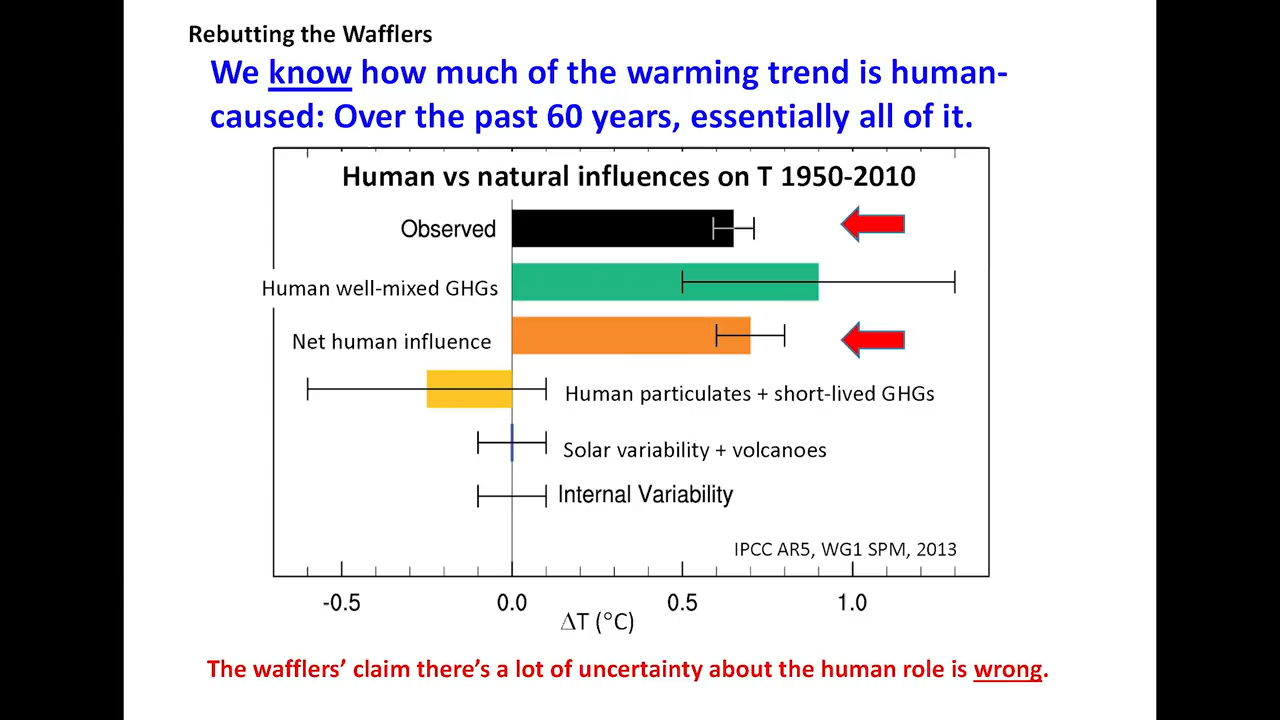 Rebutting the Wafflers
We know how much of the warming trend is human-
caused: Over the past 60 years, essentially all of it.
Human vs natural influences on T 1950-2010
Observed
Human well-mixed GHGs
Net human influence
Human particulates + short-lived GHGs
Solar variability + volcanoes
Internal Variability
IPCC AR5, WG1 SPM, 2013
-0.5 0.0 0.5 1.0
ΔT (°C)
The wafflers’ claim there’s a lot of uncertainty about the human role is wrong.